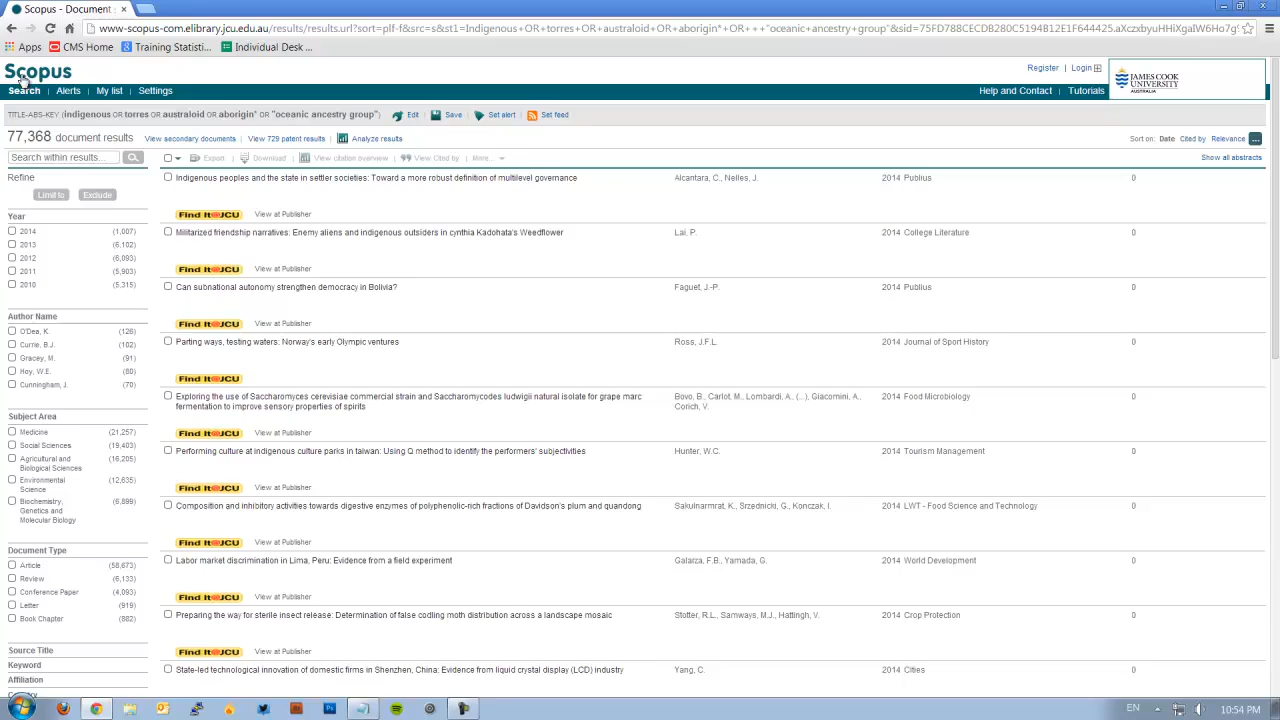 Scopus - Document
www-scopus-com.elibrary.jcu.edu.au/results/results.url?sort=plf-f&src=s&st1=Indigenous+OR+torres+OR+australoid+OR+aborigin*+OR+++"oceanic+ancestry+group"&sid=75FD788CECDB280C5194B12E1F644425.aXczxbyuHHiXgaIW6Ho7g
Apps CMS Home Training Statisti... Individual Desk ...
Scopus
Register | Login
JAMES COOK UNIVERSITY AUSTRALIA
Search | Alerts | My list | Settings
Help and Contact | Tutorials
TITLE-ABS-KEY (indigenous OR torres OR australoid OR aborigin* OR "oceanic ancestry group") Edit Save Set alert Set feed
77,368 document results View secondary documents | View 729 patent results | Analyze results
Sort on: Date Cited by Relevance ...
Search within results...
Export Download View citation overview View Cited by More...
Show all abstracts
Refine
Limit to Exclude
Year
2014 (1,007)
2013 (6,102)
2012 (6,093)
2011 (5,903)
2010 (5,315)
Author Name
O'Dea, K. (126)
Currie, B.J. (102)
Gracey, M. (91)
Hoy, W.E. (80)
Cunningham, J. (70)
Subject Area
Medicine (21,257)
Social Sciences (19,403)
Agricultural and (16,205)
Biological Sciences
Environmental (12,635)
Science
Biochemistry, (6,899)
Genetics and
Molecular Biology
Document Type
Article (58,673)
Review (6,133)
Conference Paper (4,093)
Letter (919)
Book Chapter (882)
Source Title
Keyword
Affiliation
Indigenous peoples and the state in settler societies: Toward a more robust definition of multilevel governance Alcantara, C., Nelles, J. 2014 Publius 0
Find It@JCU View at Publisher
Militarized friendship narratives: Enemy aliens and indigenous outsiders in cynthia Kadohata's Weedflower Lai, P. 2014 College Literature 0
Find It@JCU View at Publisher
Can subnational autonomy strengthen democracy in Bolivia? Faguet, J.-P. 2014 Publius 0
Find It@JCU View at Publisher
Parting ways, testing waters: Norway's early Olympic ventures Ross, J.F.L. 2014 Journal of Sport History 0
Find It@JCU
Exploring the use of Saccharomyces cerevisiae commercial strain and Saccharomycodes ludwigii natural isolate for grape marc Bovo, B., Carlot, M., Lombardi, A., (...), Giacomini, A., 2014 Food Microbiology 0
fermentation to improve sensory properties of spirits Corich, V.
Find It@JCU View at Publisher
Performing culture at indigenous culture parks in taiwan: Using Q method to identify the performers' subjectivities Hunter, W.C. 2014 Tourism Management 0
Find It@JCU View at Publisher
Composition and inhibitory activities towards digestive enzymes of polyphenolic-rich fractions of Davidson's plum and quandong Sakulnarmrat, K., Srzednicki, G., Konczak, I. 2014 LWT - Food Science and Technology 0
Find It@JCU View at Publisher
Labor market discrimination in Lima, Peru: Evidence from a field experiment Galarza, F.B., Yamada, G. 2014 World Development 0
Find It@JCU View at Publisher
Preparing the way for sterile insect release: Determination of false codling moth distribution across a landscape mosaic Stotter, R.L., Samways, M.J., Hattingh, V. 2014 Crop Protection 0
Find It@JCU View at Publisher
State-led technological innovation of domestic firms in Shenzhen, China: Evidence from liquid crystal display (LCD) industry Yang, C. 2014 Cities 0
EN 10:54 PM